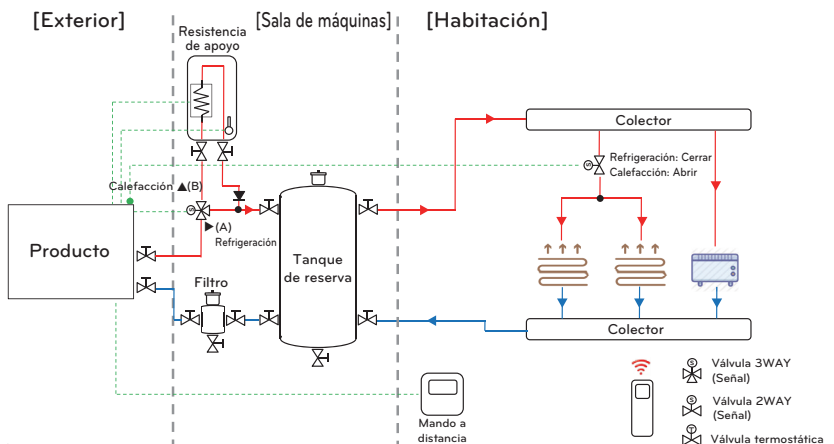 [Exterior]
[Sala de máquinas]
[Habitación]
Resistencia
de apoyo
Colector
S
Refrigeración: Cerrar
Calefacción: Abrir
Calefacción ▲(B)
S
▶(A)
Refrigeración
Producto
Tanque
de reserva
Filtro
Colector
Mando a
distancia
S
Válvula 3WAY
(Señal)
S
Válvula 2WAY
(Señal)
T
Válvula termostática